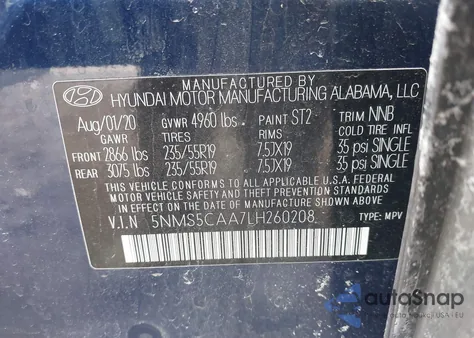 MANUFACTURED BY
HYUNDAI MOTOR MANUFACTURING ALABAMA, LLC
Aug/01/20 GVWR 4960 lbs. PAINT ST2 TRIM NNB
GAWR TIRES RIMS COLD TIRE INFL
FRONT 2866 lbs 235/55R19 7.5JX19 35 psi SINGLE
REAR 3075 lbs 235/55R19 7.5JX19 35 psi SINGLE
THIS VEHICLE CONFORMS TO ALL APPLICABLE FEDERAL MOTOR
VEHICLE SAFETY AND THEFT PREVENTION STANDARDS IN
EFFECT ON THE DATE OF MANUFACTURE SHOWN ABOVE.
V.I.N 5NMS5CAA7LH260208 TYPE: MPV
autoSnap